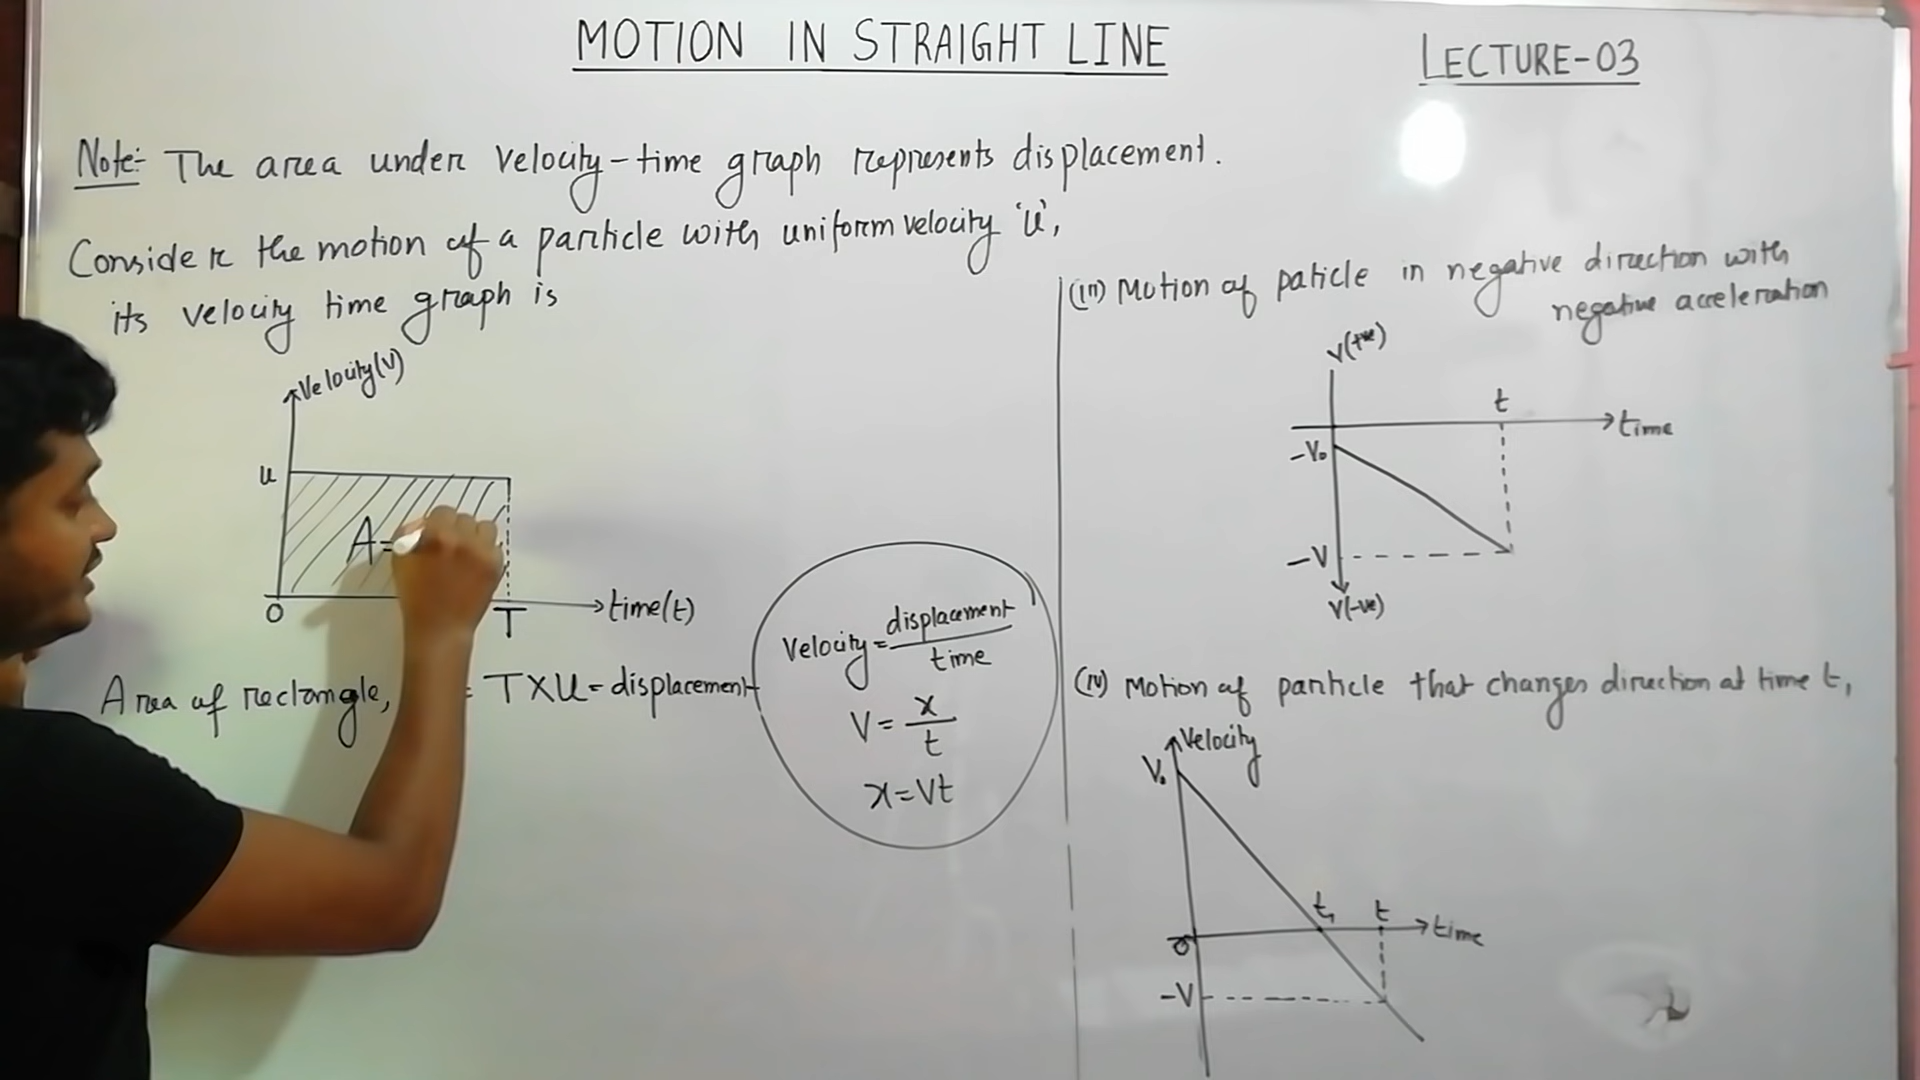 MOTION IN STRAIGHT LINE
LECTURE-03
Note:- The area under velocity-time graph represents displacement.
Consider the motion of a particle with uniform velocity 'u',
its velocity time graph is
Velocity(v)
u
A=
O
T
time(t)
Area of rectangle, = T×u = displacement
Velocity = displacement/time
V = x/t
x=Vt
(iii) Motion of paticle in negative direction with
negative acceleration
V(+ve)
t
time
-V₀
-V
V(-ve)
(iv) Motion of particle that changes direction at time t₁
Velocity
V₀
t₁
t
time
O
-V